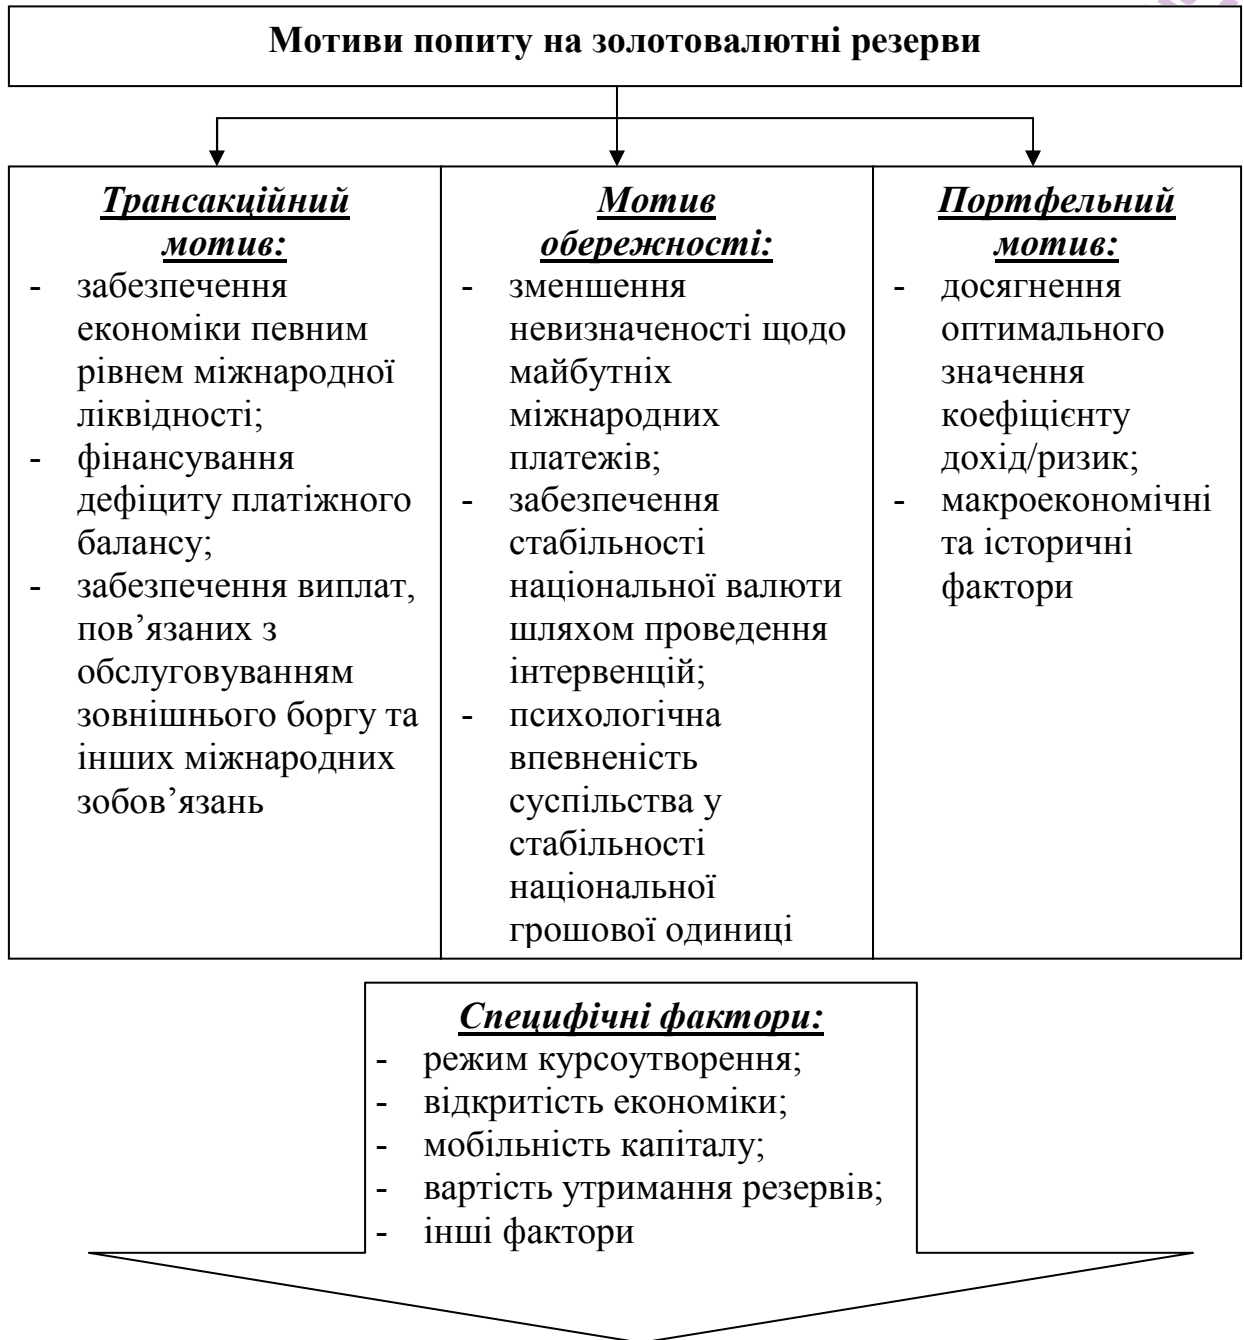 Мотиви попиту на золотовалютні резерви
Трансакційний
мотив:
- забезпечення
економіки певним
рівнем міжнародної
ліквідності;
- фінансування
дефіциту платіжного
балансу;
- забезпечення виплат,
пов’язаних з
обслуговуванням
зовнішнього боргу та
інших міжнародних
зобов’язань
Мотив
обережності:
- зменшення
невизначеності щодо
майбутніх
міжнародних
платежів;
- забезпечення
стабільності
національної валюти
шляхом проведення
інтервенцій;
- психологічна
впевненість
суспільства у
стабільності
національної
грошової одиниці
Портфельний
мотив:
- досягнення
оптимального
значення
коефіцієнту
дохід/ризик;
- макроекономічні
та історичні
фактори
Специфічні фактори:
- режим курсоутворення;
- відкритість економіки;
- мобільність капіталу;
- вартість утримання резервів;
- інші фактори